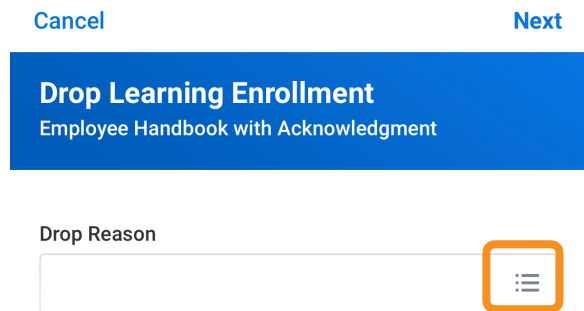 Cancel Next
Drop Learning Enrollment
Employee Handbook with Acknowledgment
Drop Reason